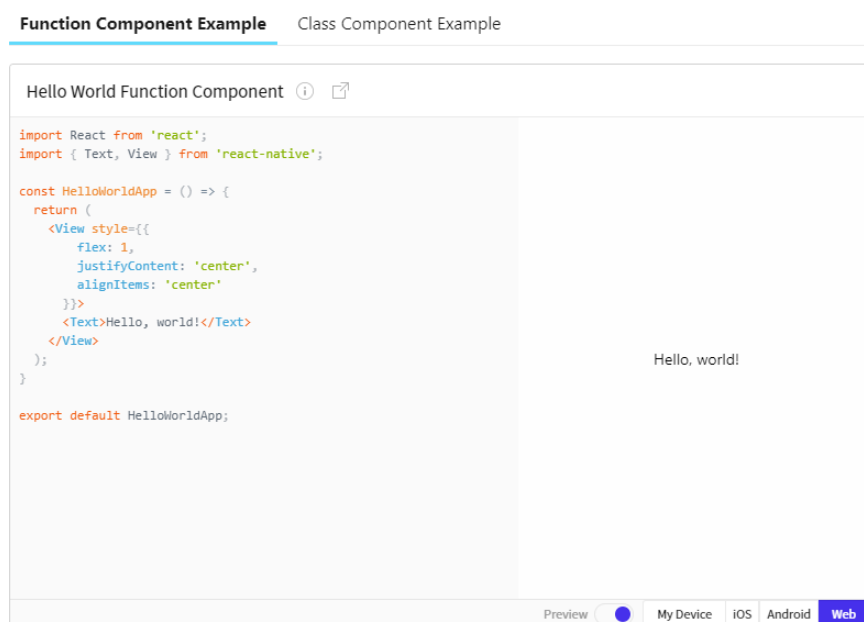 Function Component Example Class Component Example
Hello World Function Component
import React from 'react';
import { Text, View } from 'react-native';
const HelloWorldApp = () => {
return (
<View style={{
flex: 1,
justifyContent: 'center',
alignItems: 'center'
}}>
<Text>Hello, world!</Text>
</View>
);
}
export default HelloWorldApp;
Hello, world!
Preview My Device iOS Android Web